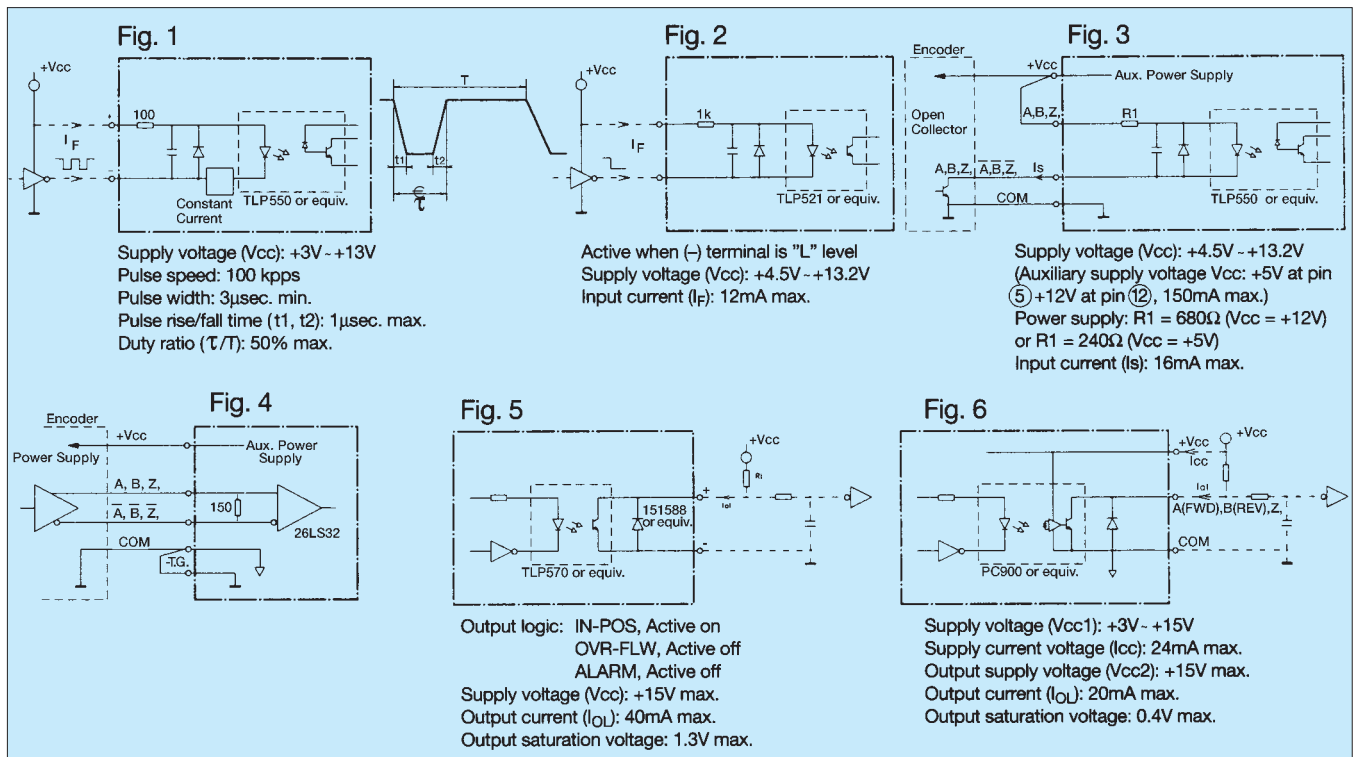 Fig. 1
+Vcc
100
IF
+
−
Constant
Current
TLP550 or equiv.
T
t1
t2
τ
Supply voltage (Vcc): +3V~+13V
Pulse speed: 100 kpps
Pulse width: 3μsec. min.
Pulse rise/fall time (t1, t2): 1μsec. max.
Duty ratio (τ/T): 50% max.
Fig. 2
+Vcc
1k
IF
TLP521 or equiv.
Active when (–) terminal is "L" level
Supply voltage (Vcc): +4.5V~+13.2V
Input current (IF): 12mA max.
Fig. 3
Encoder
+Vcc
Aux. Power Supply
A,B,Z,
Open
Collector
R1
A,B,Z,
A̅,B̅,Z̅,
Is
COM
TLP550 or equiv.
Supply voltage (Vcc): +4.5V~+13.2V
(Auxiliary supply voltage Vcc: +5V at pin
⑤ +12V at pin ⑫, 150mA max.)
Power supply: R1 = 680Ω (Vcc = +12V)
or R1 = 240Ω (Vcc = +5V)
Input current (Is): 16mA max.
Fig. 4
Encoder
+Vcc
Power Supply
Aux. Power
Supply
A, B, Z,
150
A̅, B̅, Z̅,
26LS32
COM
-T.G.
Fig. 5
+Vcc
+
151588
or equiv.
-
TLP570 or equiv.
Output logic: IN-POS, Active on
OVR-FLW, Active off
ALARM, Active off
Supply voltage (Vcc): +15V max.
Output current (IOL): 40mA max.
Output saturation voltage: 1.3V max.
Fig. 6
+Vcc
+Vcc
Icc
A(FWD),B(REV),Z,
COM
PC900 or equiv.
Supply voltage (Vcc1): +3V~ +15V
Supply current voltage (Icc): 24mA max.
Output supply voltage (Vcc2): +15V max.
Output current (IOL): 20mA max.
Output saturation voltage: 0.4V max.